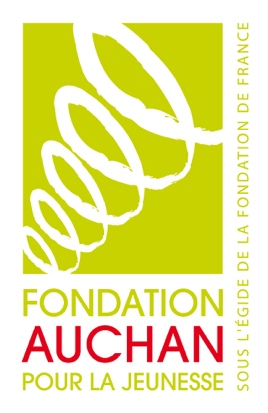 FONDATION
AUCHAN
POUR LA JEUNESSE
SOUS L'ÉGIDE DE LA FONDATION DE FRANCE